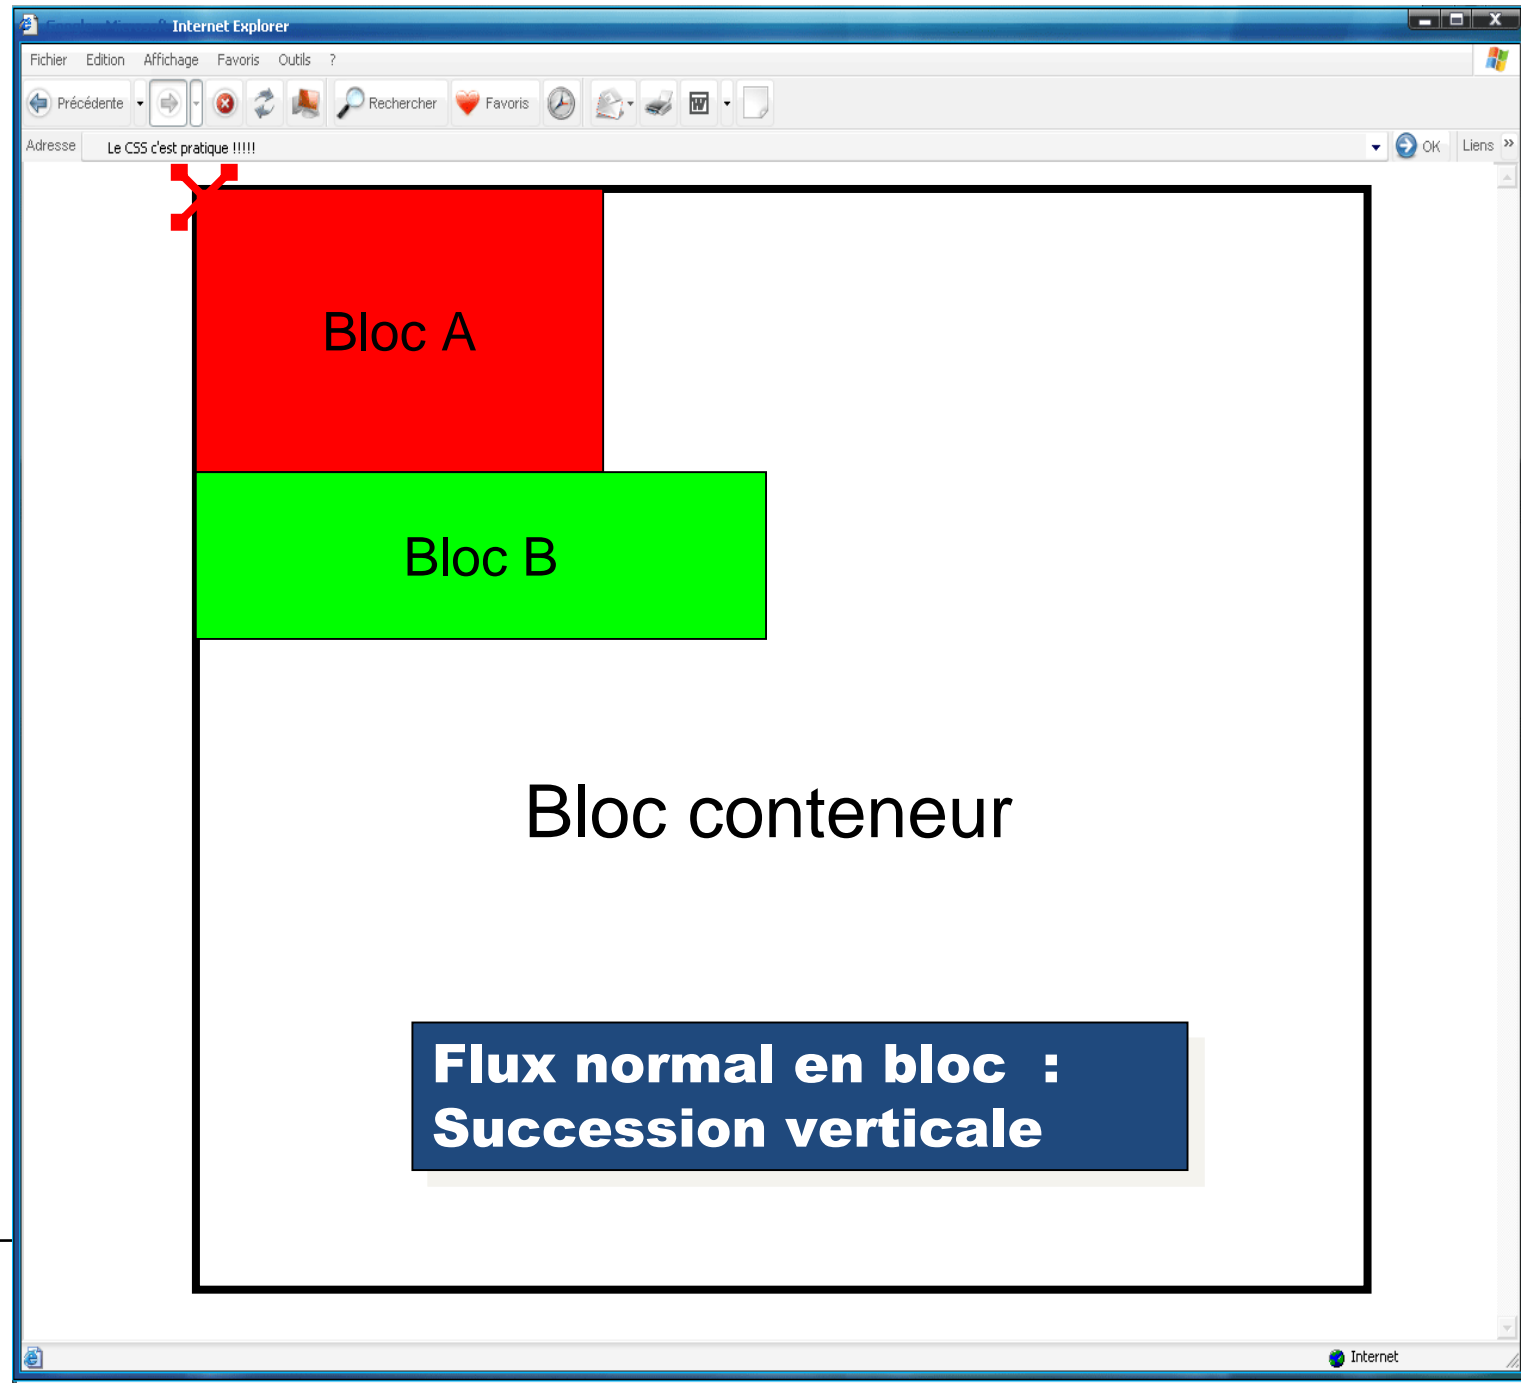 Internet Explorer
Fichier Edition Affichage Favoris Outils ?
Précédente Rechercher Favoris
Adresse Le CSS c'est pratique !!!!! OK Liens »
Bloc A
Bloc B
Bloc conteneur
Flux normal en bloc :
Succession verticale
Internet